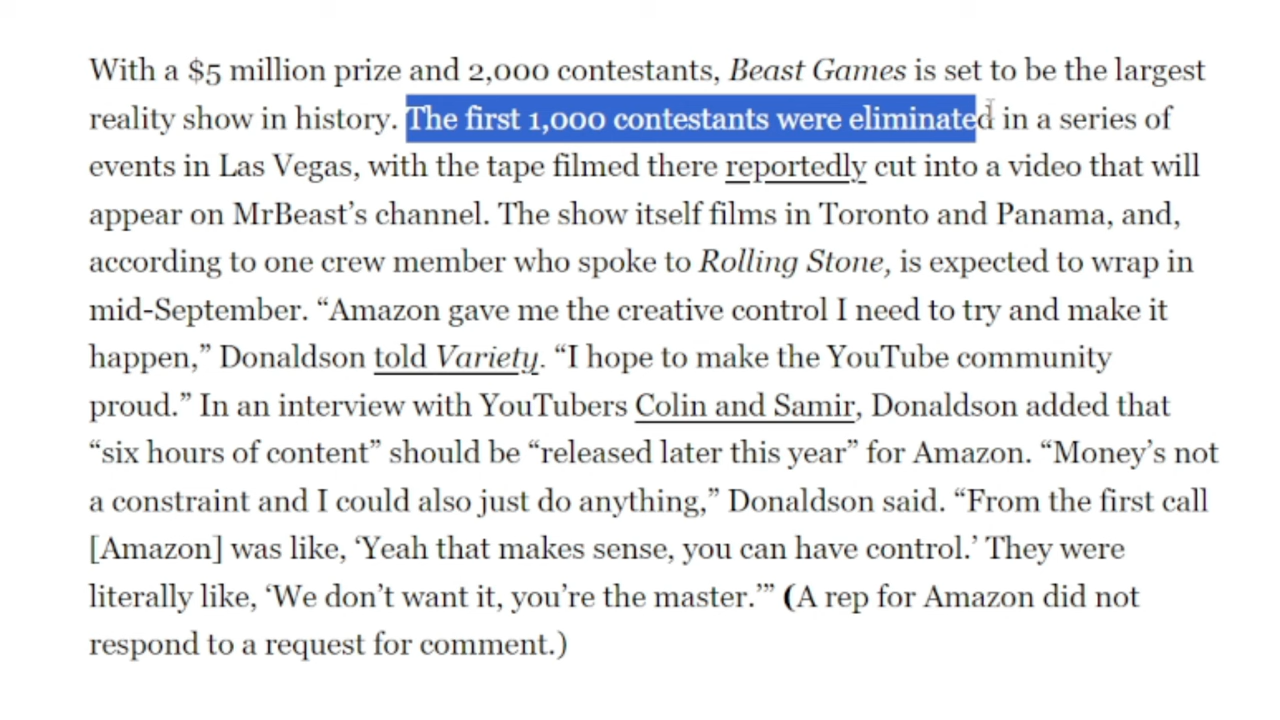 With a $5 million prize and 2,000 contestants, Beast Games is set to be the largest
reality show in history. The first 1,000 contestants were eliminated in a series of
events in Las Vegas, with the tape filmed there reportedly cut into a video that will
appear on MrBeast’s channel. The show itself films in Toronto and Panama, and,
according to one crew member who spoke to Rolling Stone, is expected to wrap in
mid-September. “Amazon gave me the creative control I need to try and make it
happen,” Donaldson told Variety. “I hope to make the YouTube community
proud.” In an interview with YouTubers Colin and Samir, Donaldson added that
“six hours of content” should be “released later this year” for Amazon. “Money’s not
a constraint and I could also just do anything,” Donaldson said. “From the first call
[Amazon] was like, ‘Yeah that makes sense, you can have control.’ They were
literally like, ‘We don’t want it, you’re the master.’” (A rep for Amazon did not
respond to a request for comment.)